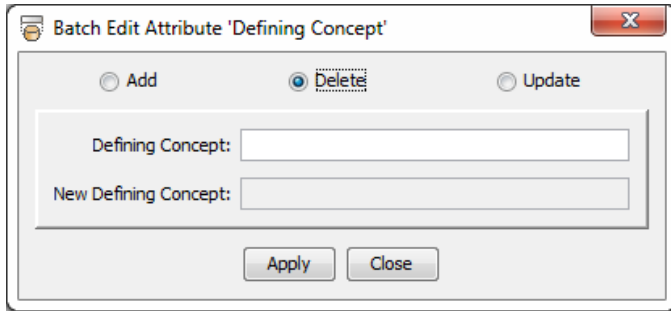 Batch Edit Attribute 'Defining Concept'
Add Delete Update
Defining Concept:
New Defining Concept:
Apply Close